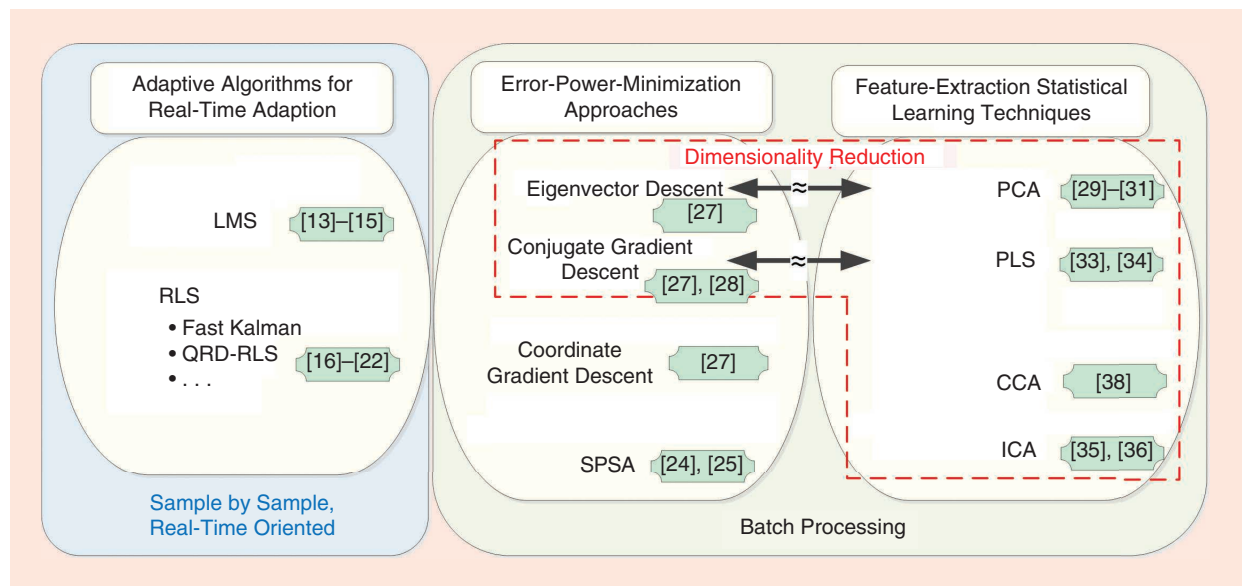 Adaptive Algorithms for
Real-Time Adaption
LMS
[13]–[15]
RLS
• Fast Kalman
• QRD-RLS
• . . .
[16]–[22]
Sample by Sample,
Real-Time Oriented
Error-Power-Minimization
Approaches
Feature-Extraction Statistical
Learning Techniques
Dimensionality Reduction
Eigenvector Descent
[27]
≈
PCA
[29]–[31]
Conjugate Gradient
Descent
[27], [28]
≈
PLS
[33], [34]
Coordinate
Gradient Descent
[27]
CCA
[38]
SPSA
[24], [25]
ICA
[35], [36]
Batch Processing